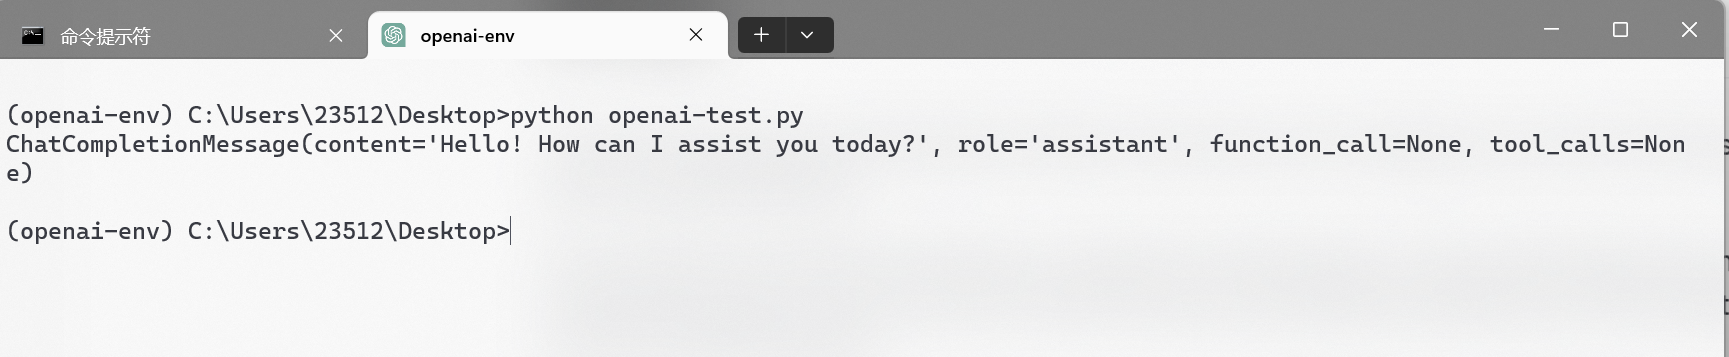 命令提示符
openai-env
(openai-env) C:\Users\23512\Desktop>python openai-test.py
ChatCompletionMessage(content='Hello! How can I assist you today?', role='assistant', function_call=None, tool_calls=Non
e)
(openai-env) C:\Users\23512\Desktop>